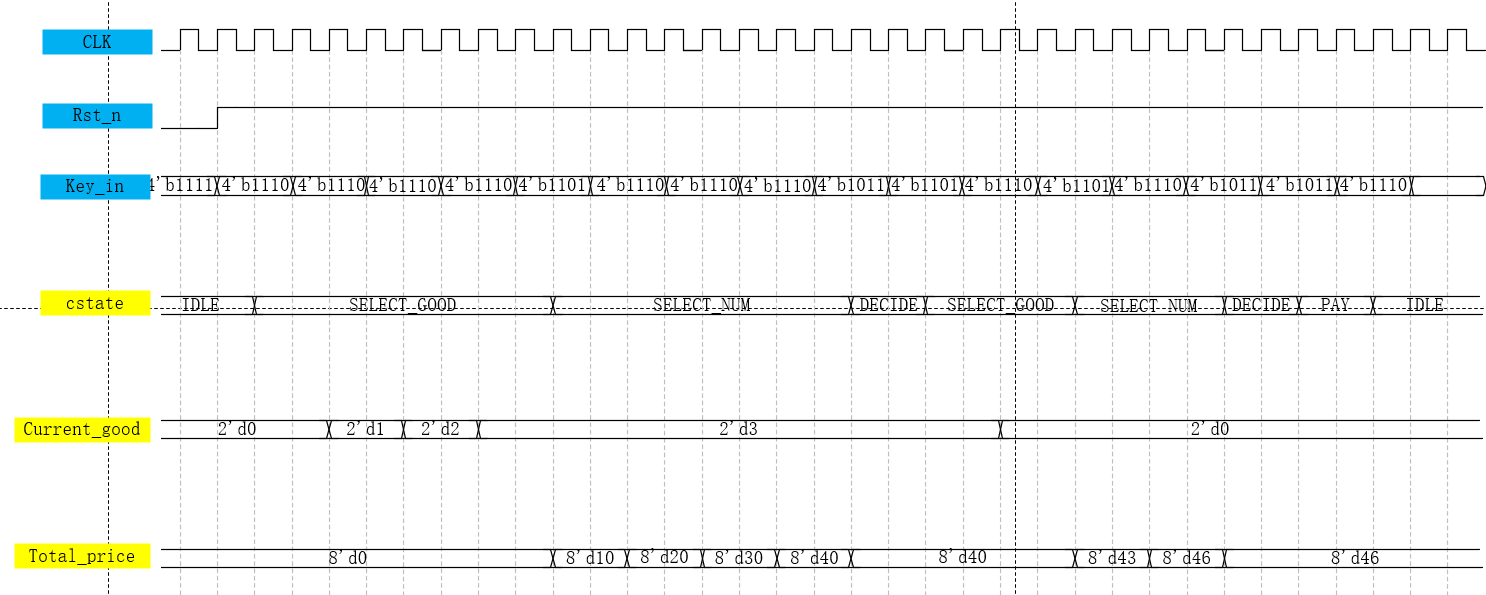 CLK
Rst_n
Key_in 4'b1111 4'b1110 4'b1110 4'b1110 4'b1110 4'b1101 4'b1110 4'b1110 4'b1110 4'b1011 4'b1101 4'b1110 4'b1101 4'b1110 4'b1011 4'b1011 4'b1110
cstate IDLE SELECT_GOOD SELECT_NUM DECIDE SELECT_GOOD SELECT_NUM DECIDE PAY IDLE
Current_good 2'd0 2'd1 2'd2 2'd3 2'd0
Total_price 8'd0 8'd10 8'd20 8'd30 8'd40 8'd40 8'd43 8'd46 8'd46